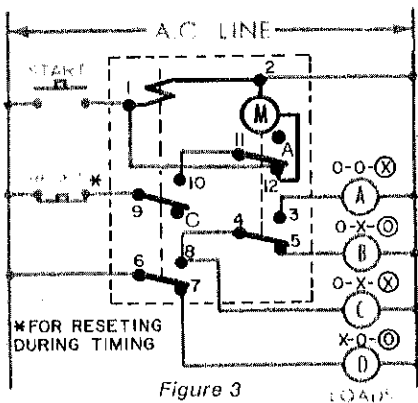 A.C. LINE
START
1
2
M
11
A
10
12
O-O-Ⓧ
*
9
C
3
A
O-X-Ⓞ
4
5
B
8
O-X-Ⓧ
6
7
C
*FOR RESETING
DURING TIMING
X-O-Ⓞ
D
Figure 3
LOADS